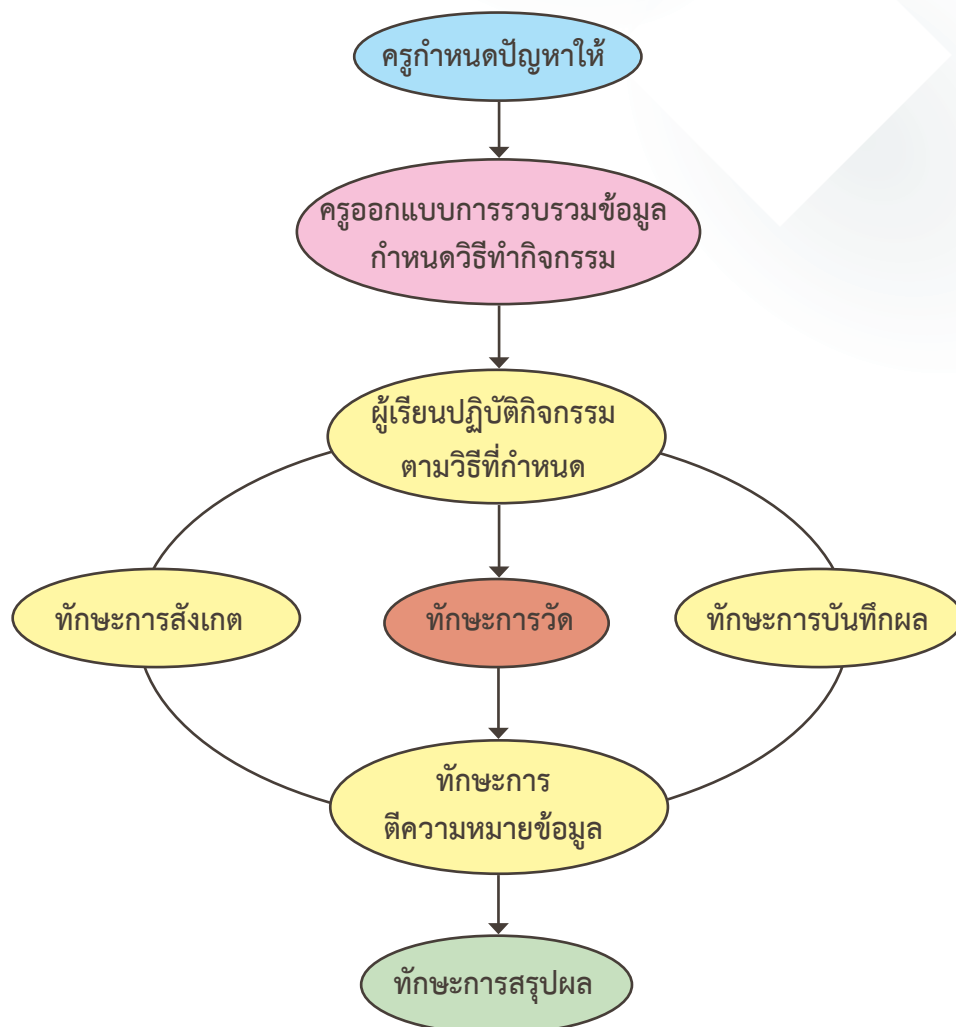 ครูกำหนดปัญหาให้
ครูออกแบบการรวบรวมข้อมูล
กำหนดวิธีทำกิจกรรม
ผู้เรียนปฏิบัติกิจกรรม
ตามวิธีที่กำหนด
ทักษะการสังเกต
ทักษะการวัด
ทักษะการบันทึกผล
ทักษะการ
ตีความหมายข้อมูล
ทักษะการสรุปผล